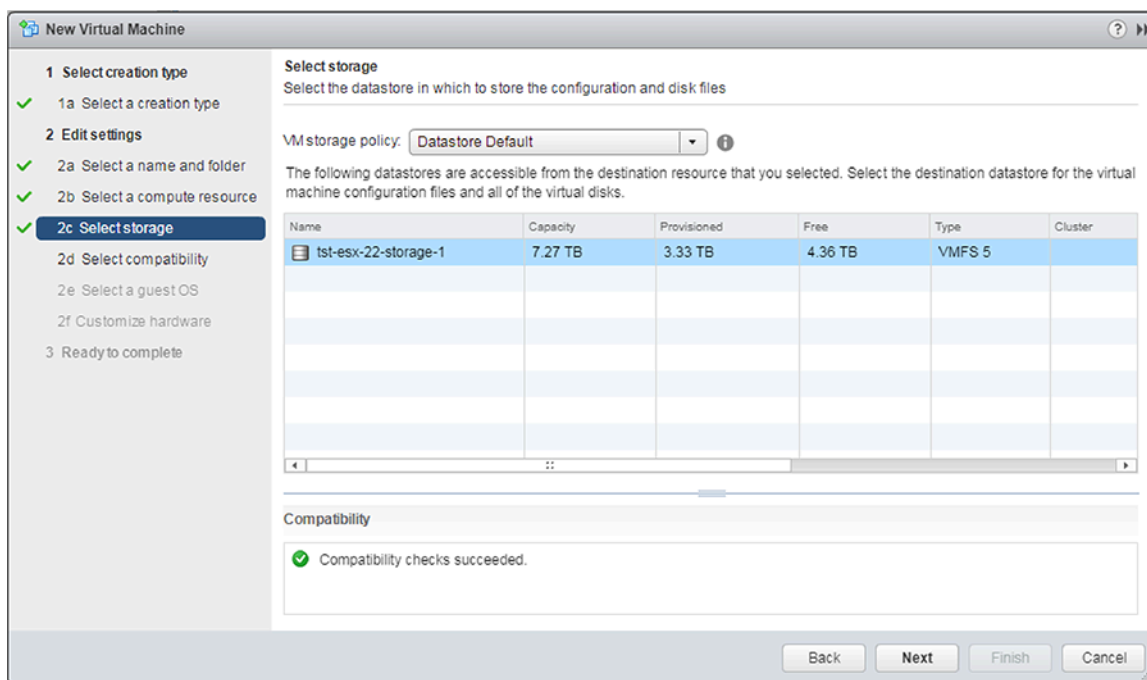 New Virtual Machine
1 Select creation type
1a Select a creation type
2 Edit settings
2a Select a name and folder
2b Select a compute resource
2c Select storage
2d Select compatibility
2e Select a guest OS
2f Customize hardware
3 Ready to complete
Select storage
Select the datastore in which to store the configuration and disk files
VM storage policy: Datastore Default
The following datastores are accessible from the destination resource that you selected. Select the destination datastore for the virtual
machine configuration files and all of the virtual disks.
Name Capacity Provisioned Free Type Cluster
tst-esx-22-storage-1 7.27 TB 3.33 TB 4.36 TB VMFS 5
Compatibility
Compatibility checks succeeded.
Back Next Finish Cancel